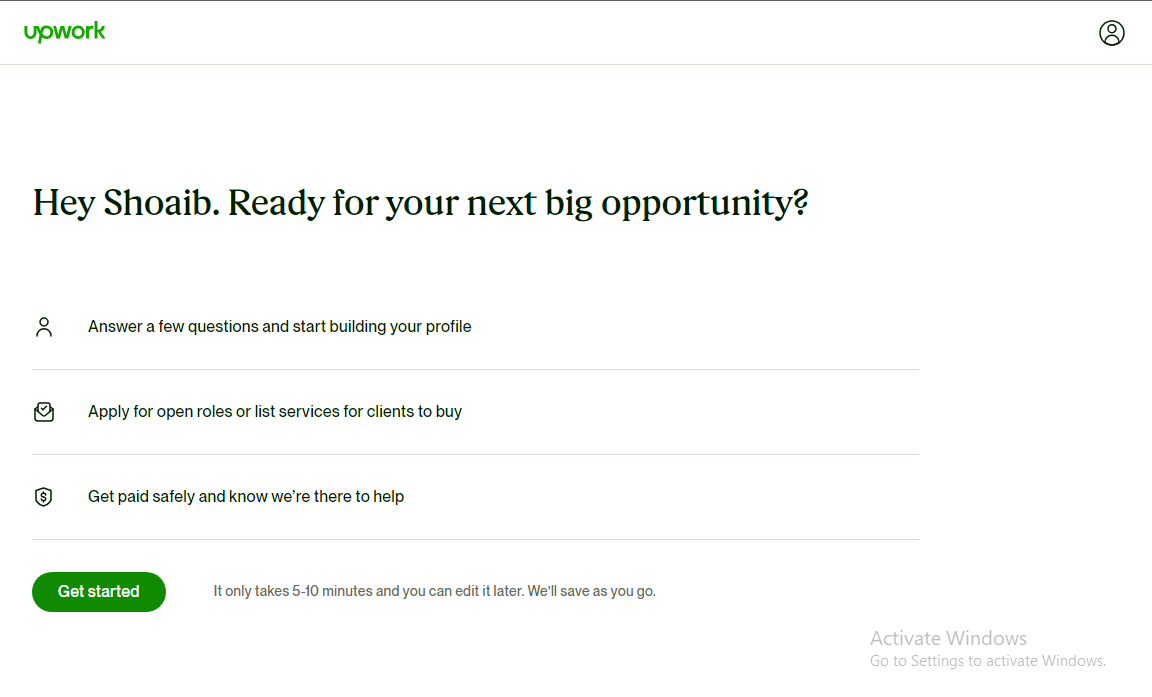 upwork
Hey Shoaib. Ready for your next big opportunity?
Answer a few questions and start building your profile
Apply for open roles or list services for clients to buy
Get paid safely and know we’re there to help
Get started
It only takes 5-10 minutes and you can edit it later. We’ll save as you go.
Activate Windows
Go to Settings to activate Windows.